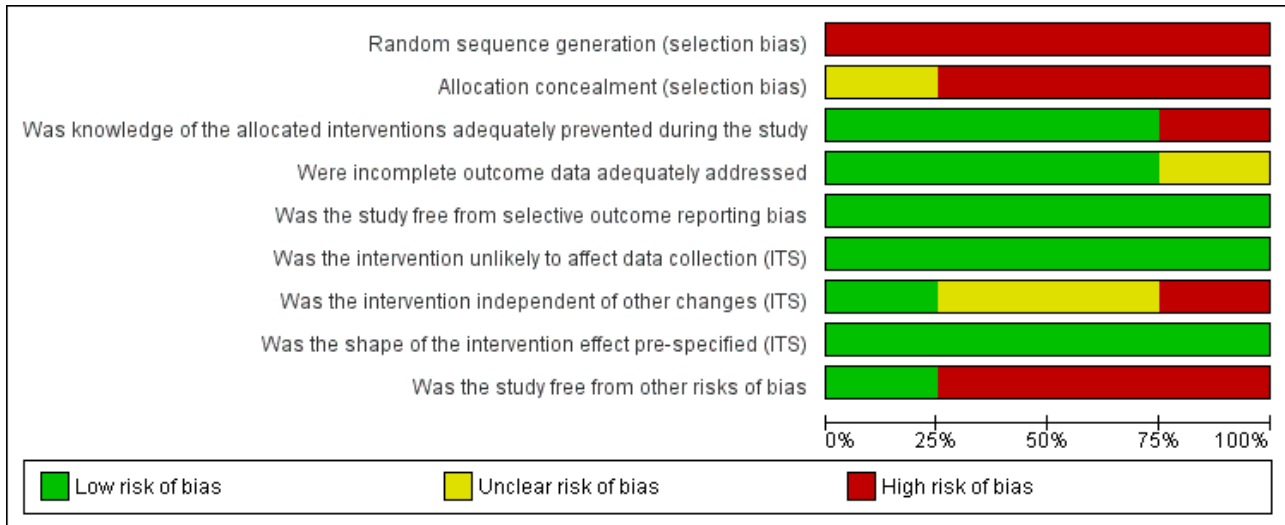 Random sequence generation (selection bias)
Allocation concealment (selection bias)
Was knowledge of the allocated interventions adequately prevented during the study
Were incomplete outcome data adequately addressed
Was the study free from selective outcome reporting bias
Was the intervention unlikely to affect data collection (ITS)
Was the intervention independent of other changes (ITS)
Was the shape of the intervention effect pre-specified (ITS)
Was the study free from other risks of bias
0% 25% 50% 75% 100%
Low risk of bias Unclear risk of bias High risk of bias